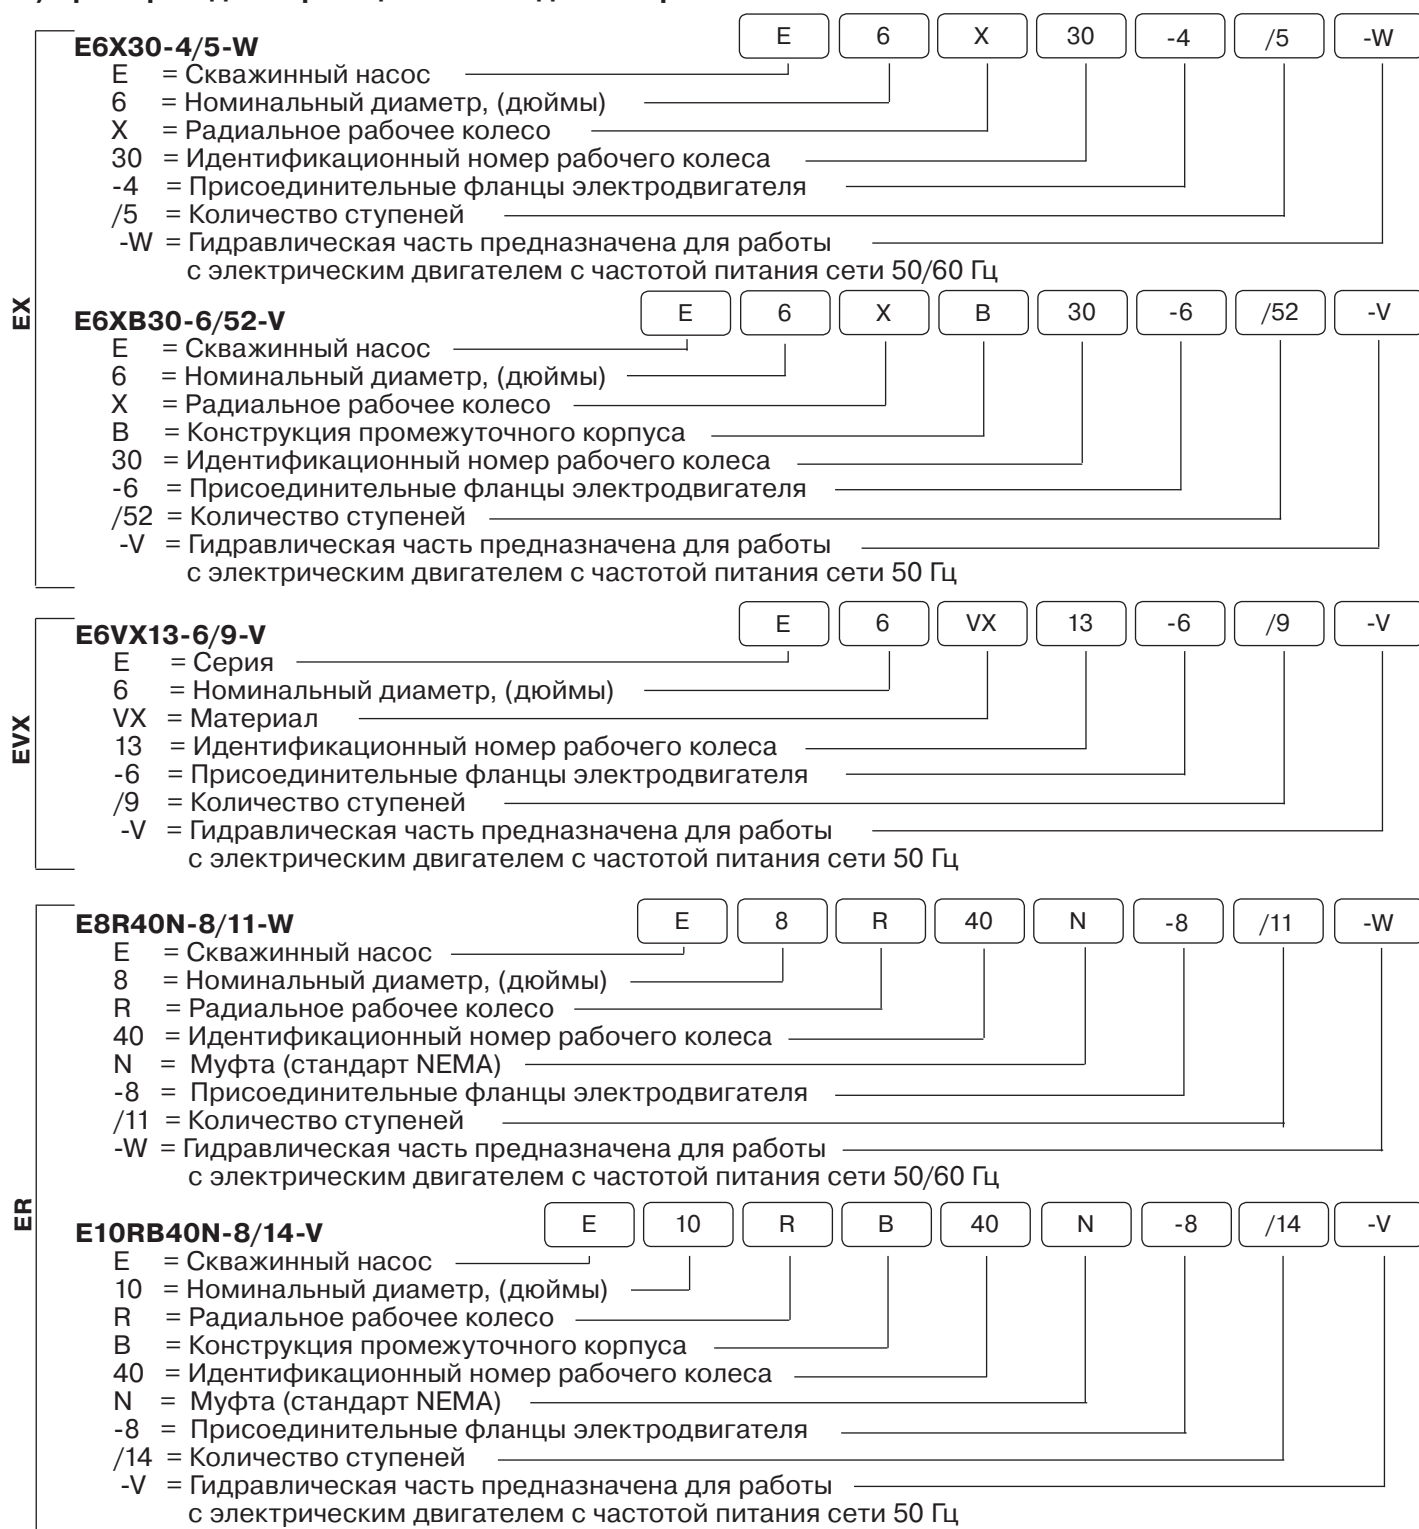 E6X30-4/5-W
E 6 X 30 -4 /5 -W
E = Скважинный насос
6 = Номинальный диаметр, (дюймы)
X = Радиальное рабочее колесо
30 = Идентификационный номер рабочего колеса
-4 = Присоединительные фланцы электродвигателя
/5 = Количество ступеней
-W = Гидравлическая часть предназначена для работы
с электрическим двигателем с частотой питания сети 50/60 Гц
EX
E6XB30-6/52-V
E 6 X B 30 -6 /52 -V
E = Скважинный насос
6 = Номинальный диаметр, (дюймы)
X = Радиальное рабочее колесо
B = Конструкция промежуточного корпуса
30 = Идентификационный номер рабочего колеса
-6 = Присоединительные фланцы электродвигателя
/52 = Количество ступеней
-V = Гидравлическая часть предназначена для работы
с электрическим двигателем с частотой питания сети 50 Гц
E6VX13-6/9-V
E 6 VX 13 -6 /9 -V
E = Серия
6 = Номинальный диаметр, (дюймы)
VX = Материал
EVX
13 = Идентификационный номер рабочего колеса
-6 = Присоединительные фланцы электродвигателя
/9 = Количество ступеней
-V = Гидравлическая часть предназначена для работы
с электрическим двигателем с частотой питания сети 50 Гц
E8R40N-8/11-W
E 8 R 40 N -8 /11 -W
E = Скважинный насос
8 = Номинальный диаметр, (дюймы)
R = Радиальное рабочее колесо
40 = Идентификационный номер рабочего колеса
N = Муфта (стандарт NEMA)
-8 = Присоединительные фланцы электродвигателя
/11 = Количество ступеней
-W = Гидравлическая часть предназначена для работы
с электрическим двигателем с частотой питания сети 50/60 Гц
ER
E10RB40N-8/14-V
E 10 R B 40 N -8 /14 -V
E = Скважинный насос
10 = Номинальный диаметр, (дюймы)
R = Радиальное рабочее колесо
B = Конструкция промежуточного корпуса
40 = Идентификационный номер рабочего колеса
N = Муфта (стандарт NEMA)
-8 = Присоединительные фланцы электродвигателя
/14 = Количество ступеней
-V = Гидравлическая часть предназначена для работы
с электрическим двигателем с частотой питания сети 50 Гц